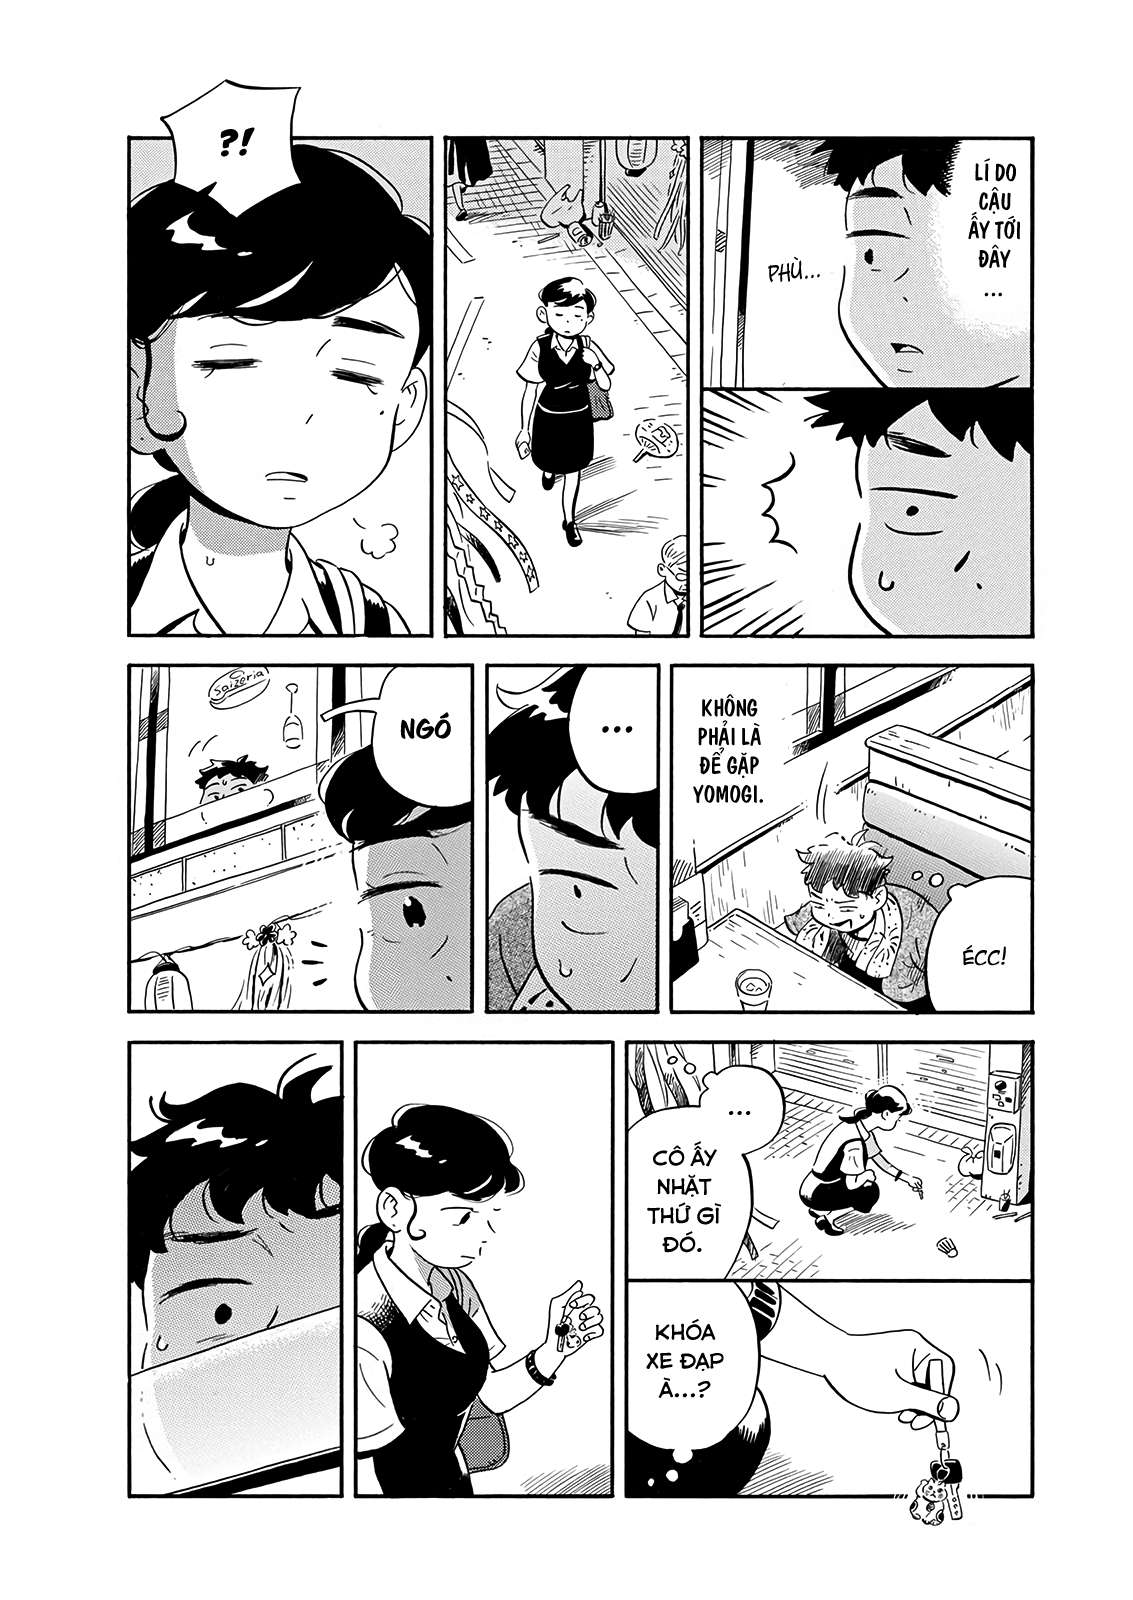 LÍ DO
CẬU
ẤY TỚI
ĐÂY
...
PHÙ...
?!
KHÔNG
PHẢI LÀ
ĐỂ GẶP
YOMOGI.
ÉCC!
...
NGÓ
saizeria
...
CÔ ẤY
NHẶT
THỨ GÌ
ĐÓ.
KHÓA
XE ĐẠP
À...?